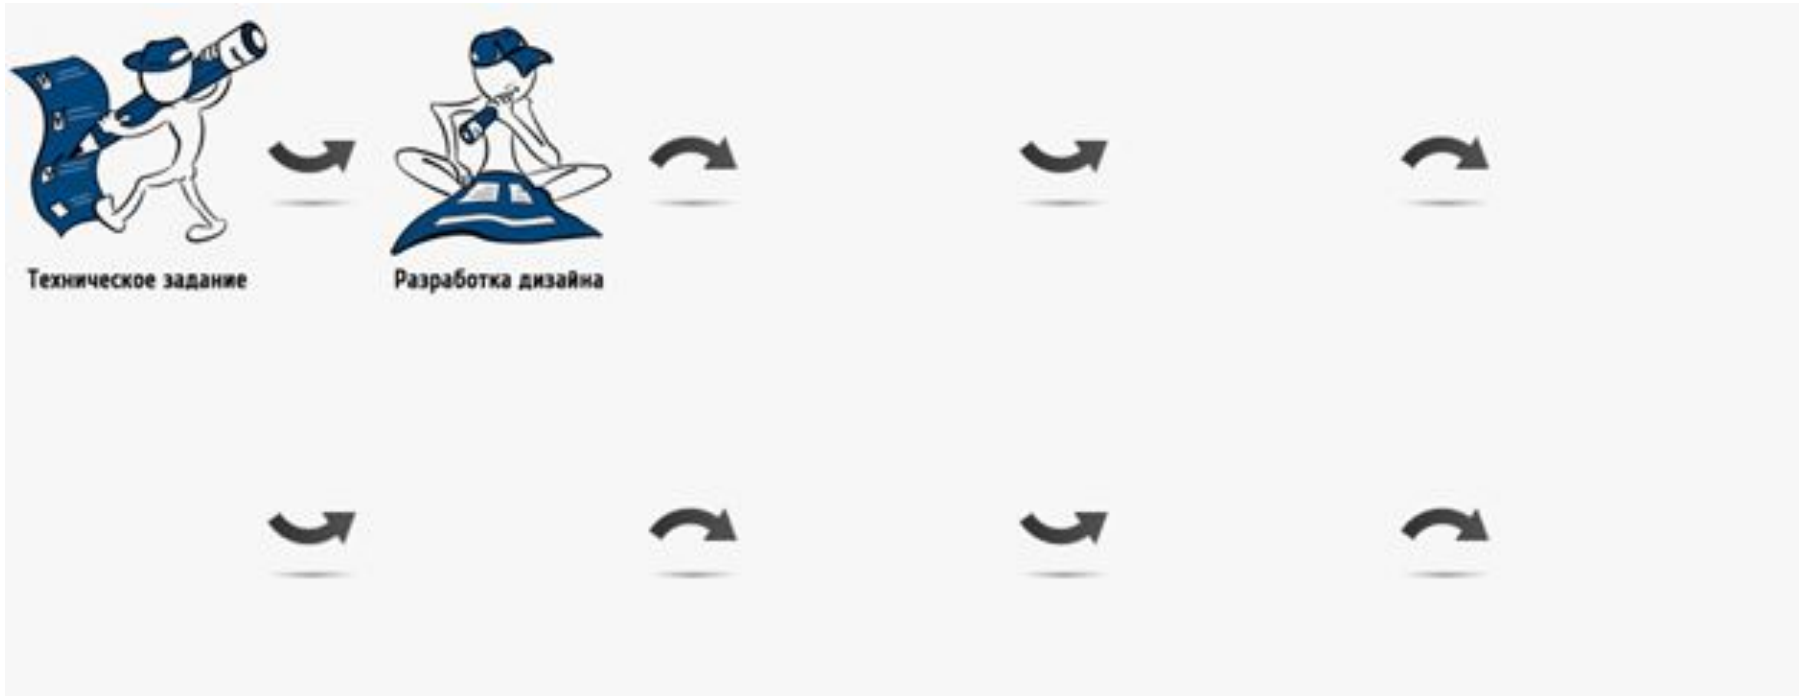 Техническое задание
Разработка дизайна